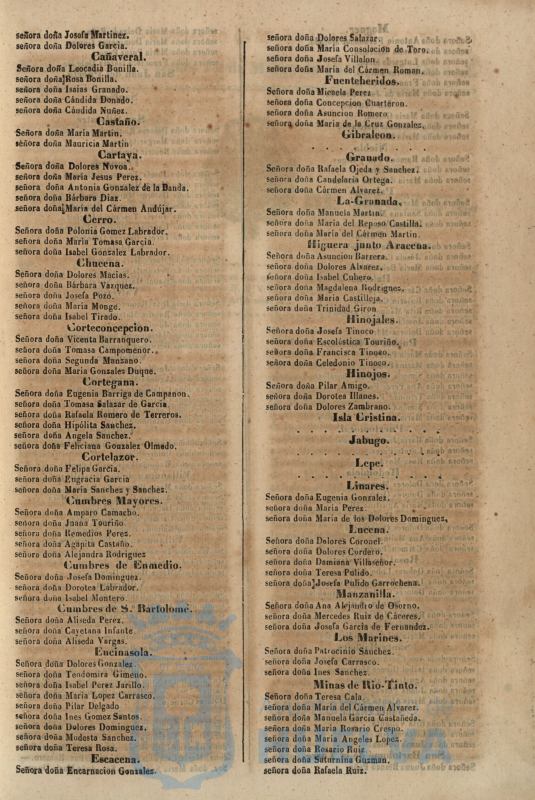 señora doña Josefa Martinez.
señora doña Dolores Garcia.
Cañaveral.
Señora doña Leocadia Bonilla.
señora doña Rosa Bonilla.
señora doña Isaias Granado.
señora doña Cándida Donado.
señora doña Cándida Nuñez.
Castaño.
Señora doña Maria Martin.
señora doña Mauricia Martin
Cartaya.
Señora doña Dolores Novoa.
señora doña Maria Jesus Perez.
señora doña Antonia Gonzalez de la Banda.
señora doña Bárbara Diaz.
señora doña Maria del Cármen Andújar.
Cerro.
Señora doña Polonia Gomez Labrador.
señora doña Maria Tomasa Garcia.
señora doña Isabel Gonzalez Labrador.
Chucena.
Señora doña Dolores Macias.
señora doña Bárbara Vazquez.
señora doña Josefa Pozo.
señora doña Maria Monge.
señora doña Isabel Tirado.
Corteconcepcion.
Señora doña Vicenta Barranquero.
señora doña Tomasa Campomenor.
señora doña Segunda Manzano.
señora doña Maria Gonzales Duque.
Cortegana.
Señora doña Eugenia Barriga de Campanon.
señora doña Tomasa Salazar de Garcia.
señora doña Rafaela Romero de Terreros.
señora doña Hipólita Sanchez.
señora doña Angela Sanchez.
señora doña Feliciana Gonzalez Olmedo.
Cortelazor.
Señora doña Felipa Garcia.
señora doña Engracia Garcia
señora doña Maria Sanchez y Sanchez.
Cumbres Mayores.
Señora doña Amparo Camacho.
señora doña Juana Touriño
señora doña Remedios Perez.
señora doña Agapita Castaño.
señora doña Alejandra Rodriguez
Cumbres de Enmedio.
Señora doña Josefa Dominguez.
señora doña Dorotea Labrador.
señora doña Isabel Montero.
Cumbres de S. Bartolomé.
Señora doña Aliseda Perez.
señora doña Cayetana Infante
señora doña Aliseda Vargas.
Encinasola.
Señora doña Dolores Gonzalez.
señora doña Teodomira Gimeno.
señora doña Isabel Perez Jarillo.
señora doña Maria Lopez Carrasco.
señora doña Pilar Delgado
señora doña Ines Gomez Santos.
señora doña Dolores Dominguez.
señora doña Modesta Sanchez.
señora doña Teresa Rosa.
Escacena.
Señora doña Encarnacion Gonzalez.
señora doña Dolores Salazar.
señora doña Maria Consolacion de Toro.
señora doña Josefa Villalon.
señora doña Maria del Cármen Roman.
Fuenteheridos.
Señora doña Micaela Perez
señora doña Concepcion Cuarteron.
señora doña Asuncion Romero
señora doña Maria de la Cruz Gonzalez.
Gibraleon.
. . . . . . . . . .
Granado.
Señora doña Rafaela Ojeda y Sanchez.
señora doña Candelaria Ortega.
señora doña Cármen Alvarez.
La-Granada.
Señora doña Manuela Martin.
señora doña Maria del Reposo Castilla.
señora doña Maria del Cármen Martin.
Higuera junto Aracena.
Señora doña Asuncion Barrera.
señora doña Dolores Alvarez.
señora doña Isabel Cubero.
señora doña Magdalena Rodriguez.
señora doña Maria Castilleja.
señora doña Trinidad Giron
Hinojales.
Señora doña Josefa Tinoco
señora doña Escolástica Touriño.
señora doña Francisca Tinoco.
señora doña Celedonio Tinoco.
Hinojos.
Señora doña Pilar Amigo.
señora doña Dorotea Illanes.
señora doña Dolores Zambrano.
Isla Cristina.
. . . . . . . . . .
Jabugo.
. . . . . . . . . .
Lepe.
. . . . . . . . . .
Linares.
Señora doña Eugenia Gonzalez.
señora doña Maria Perez
señora doña Maria de los Dolores Dominguez.
Lucena.
Señora doña Dolores Coronel.
señora doña Dolores Cordero.
señora doña Damiana Villaseñor.
señora doña Teresa Pulido.
señora doña Josefa Pulido Garrochena.
Manzanilla.
Señora doña Ana Alejandro de Osorno.
señora doña Mercedes Ruiz de Cáceres.
señora doña Josefa Garcia de Fernandez.
Los Marines.
Señora doña Patrocinio Sánchez.
señora doña Josefa Carrasco.
señora doña Ines Sanchez.
Minas de Rio-Tinto.
Señora doña Teresa Cala.
señora doña Maria del Cármen Alvarez.
señora doña Manuela Garcia Castañeda.
señora doña Maria Rosario Crespo.
señora doña Maria Angeles Lopez.
señora doña Rosario Ruiz.
señora doña Saturnina Guzman.
señora doña Rafaela Ruiz.